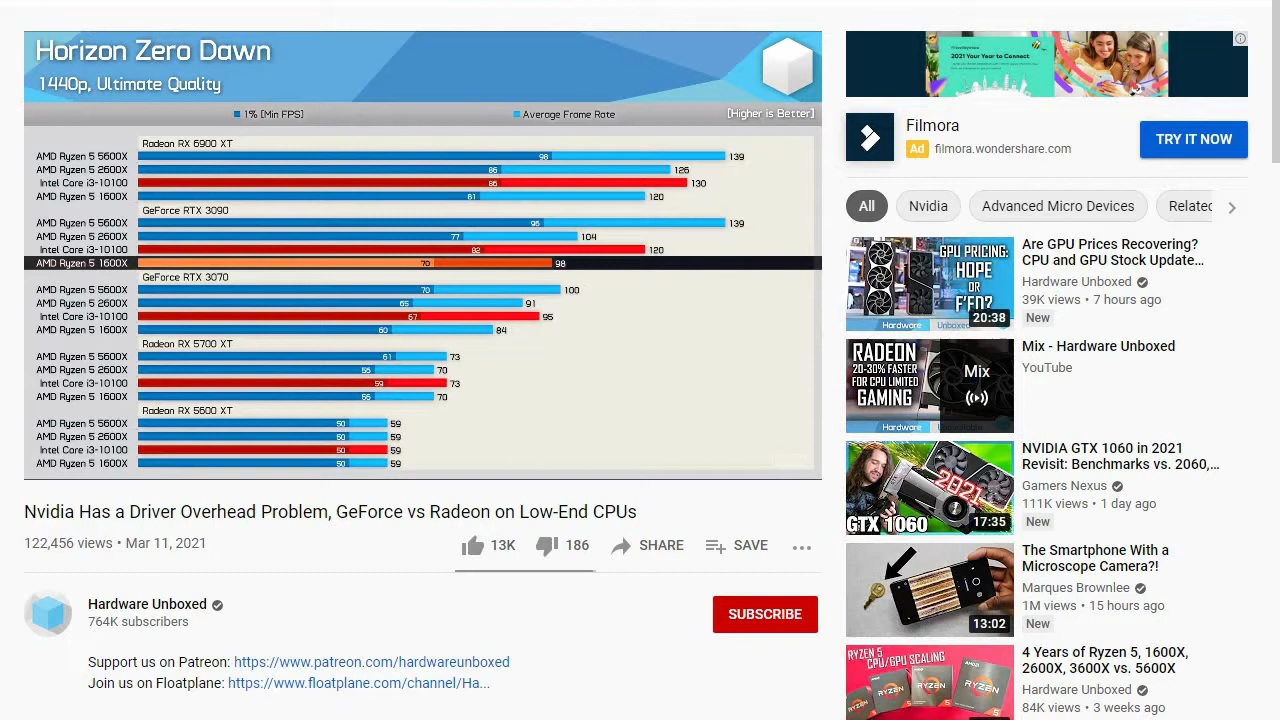 Horizon Zero Dawn
1440p, Ultimate Quality
1% [Min FPS]
Average Frame Rate
[Higher is Better]
Radeon RX 6900 XT
AMD Ryzen 5 5600X 98 139
AMD Ryzen 5 2600X 86 126
Intel Core i3-10100 86 130
AMD Ryzen 5 1600X 81 120
GeForce RTX 3090
AMD Ryzen 5 5600X 95 139
AMD Ryzen 5 2600X 77 104
Intel Core i3-10100 82 120
AMD Ryzen 5 1600X 70 98
GeForce RTX 3070
AMD Ryzen 5 5600X 70 100
AMD Ryzen 5 2600X 65 91
Intel Core i3-10100 67 95
AMD Ryzen 5 1600X 60 84
Radeon RX 5700 XT
AMD Ryzen 5 5600X 61 73
AMD Ryzen 5 2600X 56 70
Intel Core i3-10100 59 73
AMD Ryzen 5 1600X 55 70
Radeon RX 5600 XT
AMD Ryzen 5 5600X 50 59
AMD Ryzen 5 2600X 50 59
Intel Core i3-10100 50 59
AMD Ryzen 5 1600X 50 59
Nvidia Has a Driver Overhead Problem, GeForce vs Radeon on Low-End CPUs
122,456 views • Mar 11, 2021
13K
186
SHARE
SAVE
Hardware Unboxed
764K subscribers
SUBSCRIBE
Support us on Patreon: https://www.patreon.com/hardwareunboxed
Join us on Floatplane: https://www.floatplane.com/channel/Ha...
2021 Your Year to Connect
Filmora
Ad filmora.wondershare.com
TRY IT NOW
All
Nvidia
Advanced Micro Devices
Related
GPU PRICING:
HOPE
OR
F'ED?
Hardware Unboxed
20:38
Are GPU Prices Recovering?
CPU and GPU Stock Update...
Hardware Unboxed
39K views • 7 hours ago
New
RADEON
20-30% FASTER
FOR CPU LIMITED
GAMING
Hardware
Mix
Mix - Hardware Unboxed
YouTube
2021
GTX 1060
17:35
NVIDIA GTX 1060 in 2021
Revisit: Benchmarks vs. 2060,...
Gamers Nexus
111K views • 1 day ago
New
13:02
The Smartphone With a
Microscope Camera?!
Marques Brownlee
1M views • 15 hours ago
New
RYZEN 5
CPU/GPU SCALING
AMD
RYZEN
RYZEN
RYZEN
4 Years of Ryzen 5, 1600X,
2600X, 3600X vs. 5600X
Hardware Unboxed
84K views • 3 weeks ago